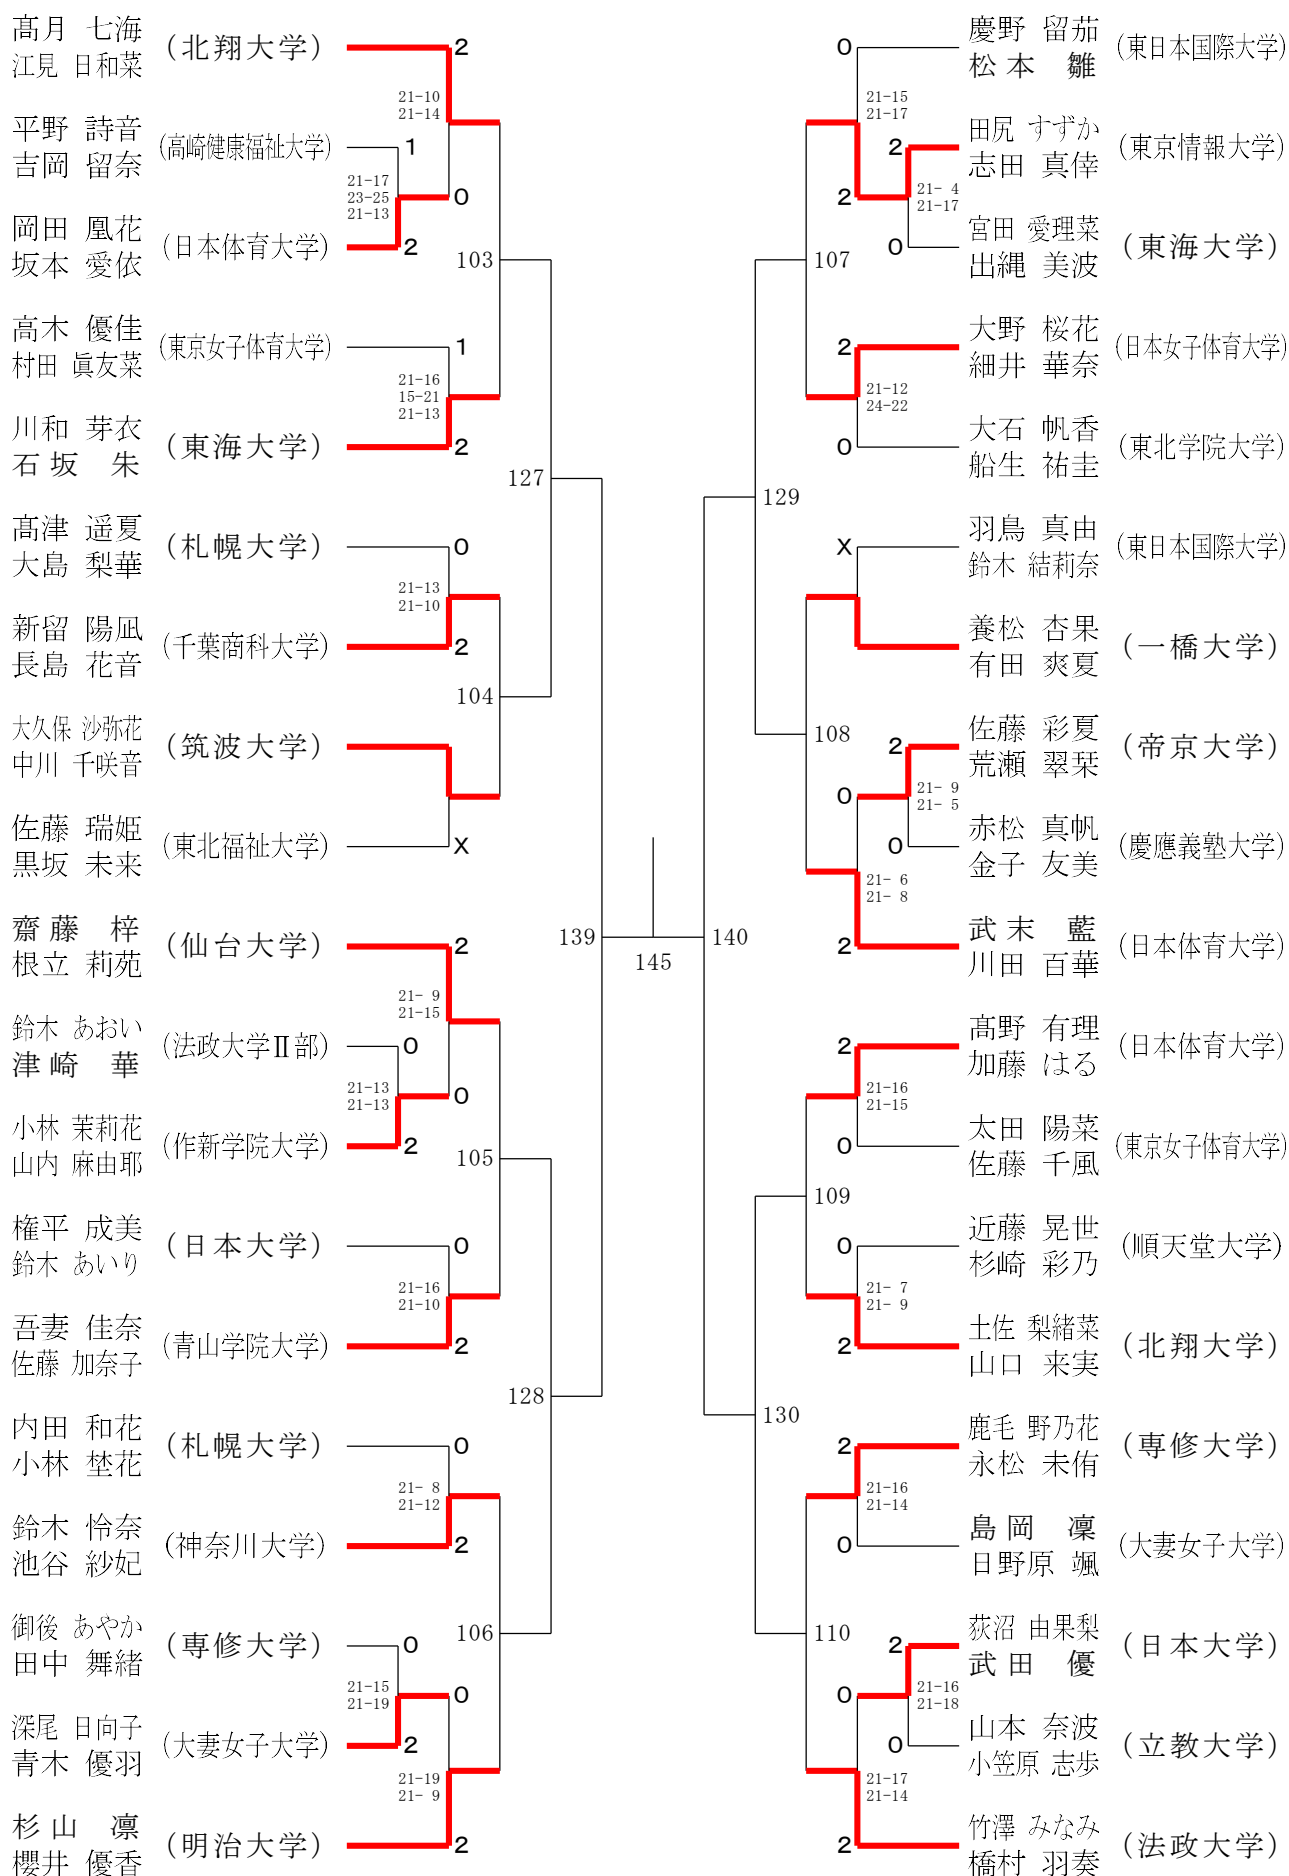 髙月 七海
江見 日和菜
(北翔大学)
2
21-10
21-14
平野 詩音
吉岡 留奈
(高崎健康福祉大学)
1
21-17
23-25
21-13
0
岡田 凰花
坂本 愛依
(日本体育大学)
2
103
高木 優佳
村田 眞友菜
(東京女子体育大学)
1
21-16
15-21
21-13
川和 芽衣
石坂 朱
(東海大学)
2
127
髙津 遥夏
大島 梨華
(札幌大学)
0
21-13
21-10
新留 陽凪
長島 花音
(千葉商科大学)
2
104
大久保 沙弥花
中川 千咲音
(筑波大学)
佐藤 瑞姫
黒坂 未来
(東北福祉大学)
X
139
齋藤 梓
根立 莉苑
(仙台大学)
2
21- 9
21-15
鈴木 あおい
津崎 華
(法政大学Ⅱ部)
0
21-13
21-13
0
小林 茉莉花
山内 麻由耶
(作新学院大学)
2
105
権平 成美
鈴木 あいり
(日本大学)
0
21-16
21-10
吾妻 佳奈
佐藤 加奈子
(青山学院大学)
2
128
内田 和花
小林 埜花
(札幌大学)
0
21- 8
21-12
鈴木 怜奈
池谷 紗妃
(神奈川大学)
2
106
御後 あやか
田中 舞緒
(専修大学)
0
21-15
21-19
0
深尾 日向子
青木 優羽
(大妻女子大学)
2
21-19
21- 9
杉山 凛
櫻井 優香
(明治大学)
2
145
0
慶野 留茄
松本 雛
(東日本国際大学)
21-15
21-17
2
田尻 すずか
志田 真倖
(東京情報大学)
2
21- 4
21-17
0
宮田 愛理菜
出縄 美波
(東海大学)
107
2
大野 桜花
細井 華奈
(日本女子体育大学)
21-12
24-22
0
大石 帆香
船生 祐圭
(東北学院大学)
129
X
羽鳥 真由
鈴木 結莉奈
(東日本国際大学)
養松 杏果
有田 爽夏
(一橋大学)
108
2
佐藤 彩夏
荒瀬 翠栞
(帝京大学)
0
21- 9
21- 5
0
赤松 真帆
金子 友美
(慶應義塾大学)
21- 6
21- 8
2
武末 藍
川田 百華
(日本体育大学)
140
2
髙野 有理
加藤 はる
(日本体育大学)
21-16
21-15
0
太田 陽菜
佐藤 千風
(東京女子体育大学)
109
0
近藤 晃世
杉崎 彩乃
(順天堂大学)
21- 7
21- 9
2
土佐 梨緒菜
山口 来実
(北翔大学)
130
2
鹿毛 野乃花
永松 未侑
(専修大学)
21-16
21-14
0
島岡 凜
日野原 颯
(大妻女子大学)
110
2
荻沼 由果梨
武田 優
(日本大学)
0
21-16
21-18
0
山本 奈波
小笠原 志歩
(立教大学)
21-17
21-14
2
竹澤 みなみ
橋村 羽奏
(法政大学)